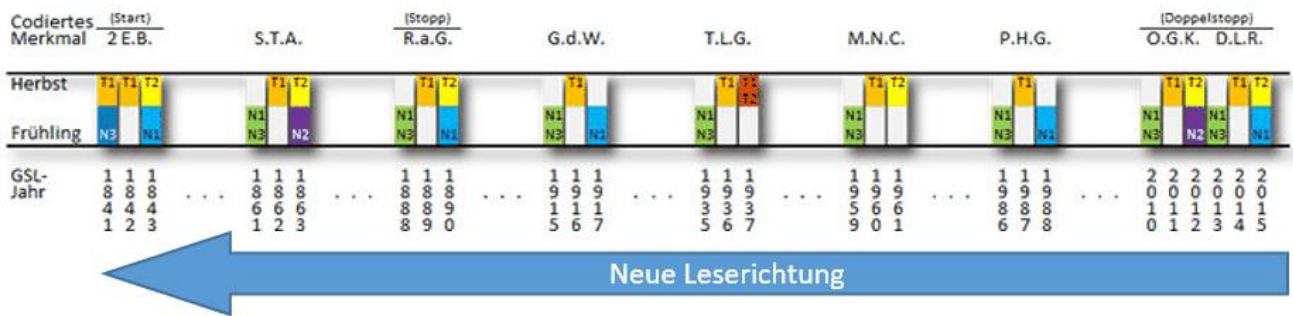 Codiertes (Start) (Stopp) (Doppelstopp)
Merkmal 2 E.B. S.T.A. R.a.G. G.d.W. T.L.G. M.N.C. P.H.G. O.G.K. D.L.R.
Herbst T1 T1 T2 T1 T2 T1 T2 T1 T1 T1 T1 T1 T1 T2 T1 T2
T2
N1 N1 N1 N1 N1 N1 N1 N1
Frühling N3 N1 N3 N2 N3 N1 N3 N1 N3 N3 N3 N1 N3 N2 N3 N1
GSL-
Jahr 1841 1842 1843 . . . 1861 1862 1863 . . . 1888 1889 1890 . . . 1915 1916 1917 . . . 1935 1936 1937 . . . 1959 1960 1961 . . . 1986 1987 1988 . . . 2010 2011 2012 2013 2014 2015
Neue Leserichtung